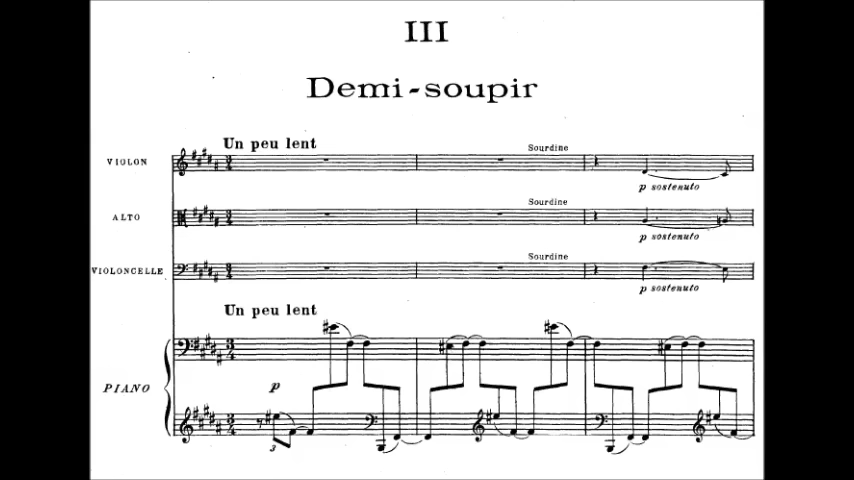 III
Demi-soupir
Un peu lent
VIOLON
Sourdine
p sostenuto
ALTO
Sourdine
p sostenuto
VIOLONCELLE
Sourdine
p sostenuto
Un peu lent
PIANO
p
3